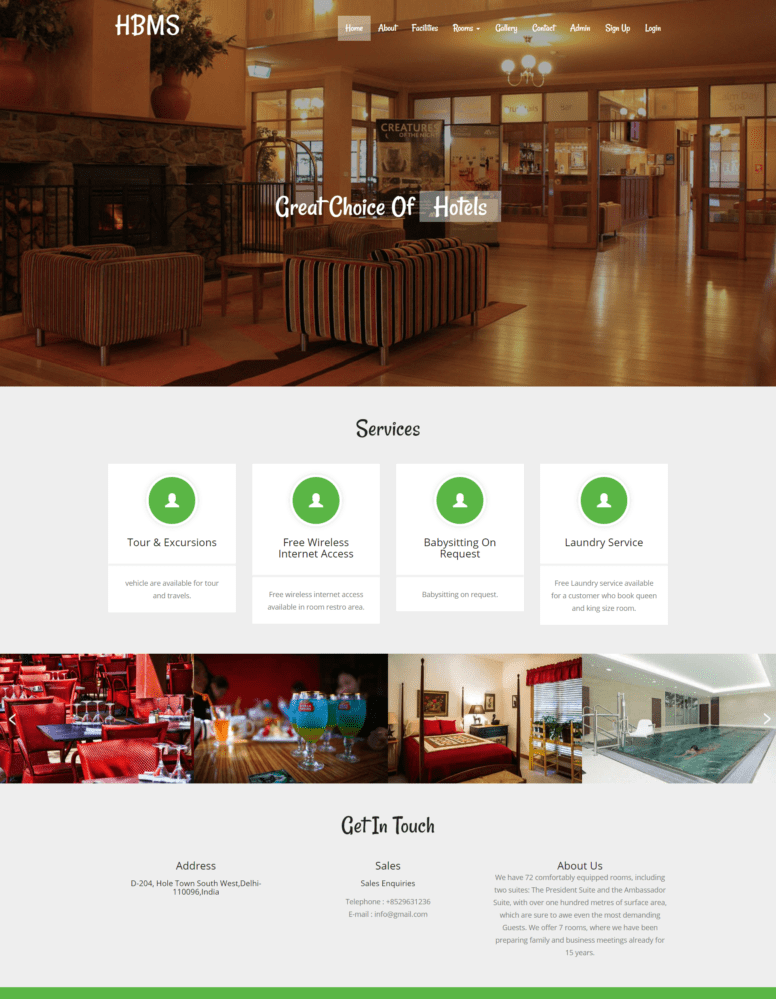 HBMS
Home About Facilities Rooms Gallery Contact Admin Sign Up Login
CREATURES
Great Choice Of Hotels
Services
Tour & Excursions
vehicle are available for tour
and travels.
Free Wireless
Internet Access
Free wireless internet access
available in room restro area.
Babysitting On
Request
Babysitting on request.
Laundry Service
Free Laundry service available
for a customer who book queen
and king size room.
Get In Touch
Address
D-204, Hole Town South West,Delhi-
110096,India
Sales
Sales Enquiries
Telephone : +8529631236
E-mail : info@gmail.com
About Us
We have 72 comfortably equipped rooms, including
two suites: The President Suite and the Ambassador
Suite, with over one hundred metres of surface area,
which are sure to awe even the most demanding
Guests. We offer 7 rooms, where we have been
preparing family and business meetings already for
15 years.